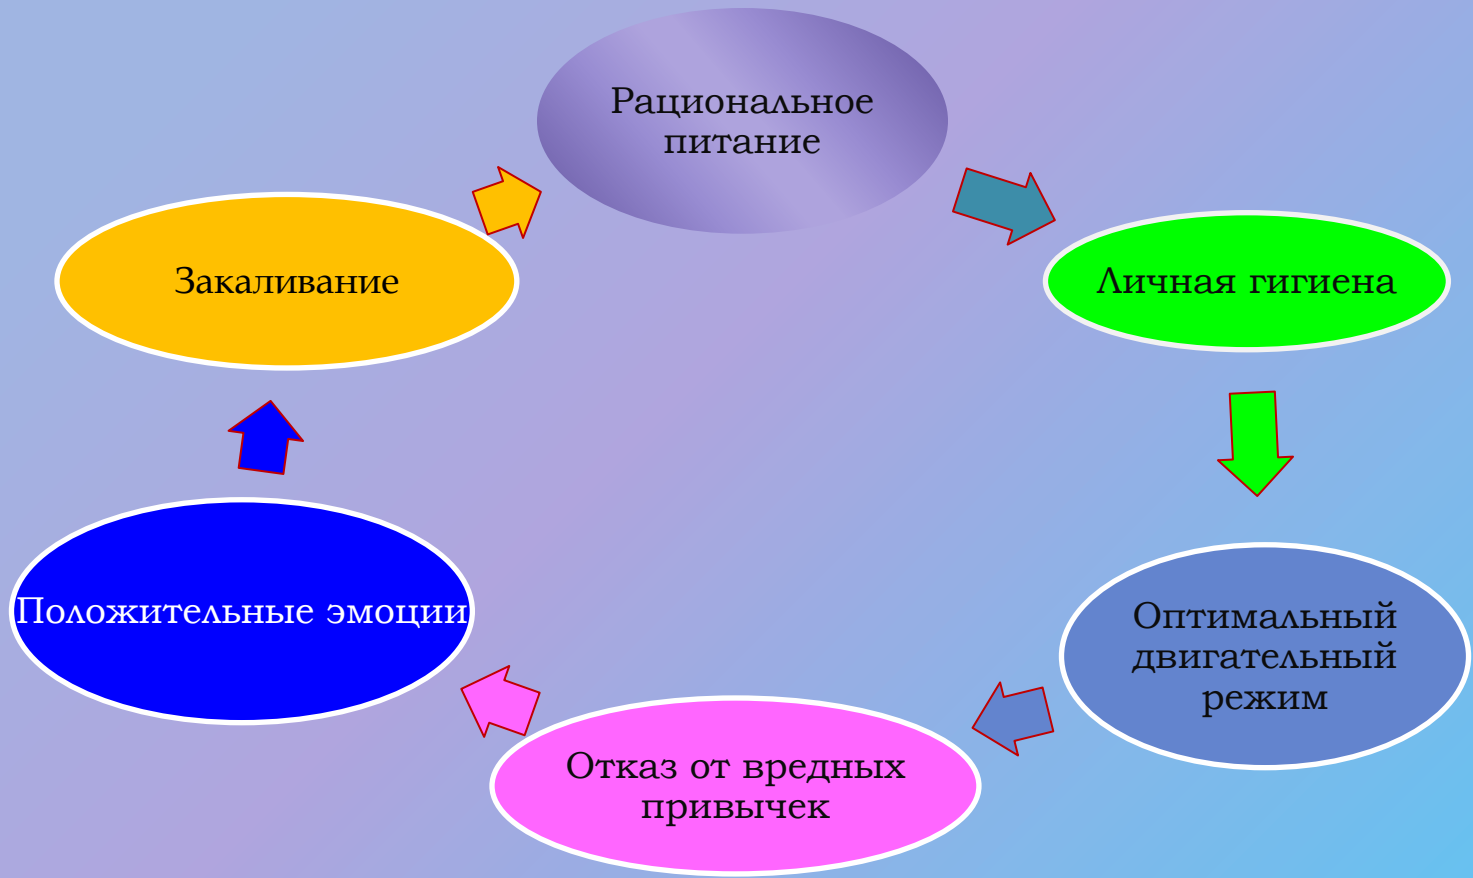 Рациональное
питание
Личная гигиена
Оптимальный
двигательный
режим
Отказ от вредных
привычек
Положительные эмоции
Закаливание